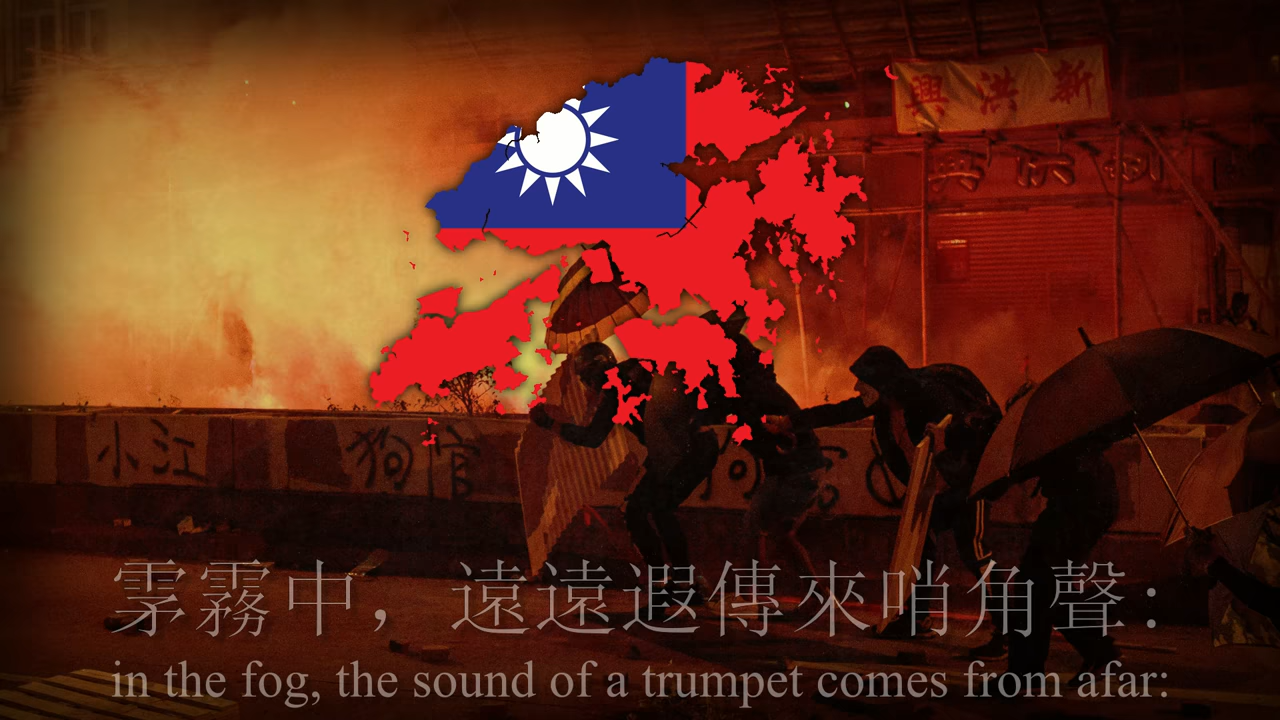 新洪興
小江
狗官
雺霧中，遠遠遐傳來哨角聲：
in the fog, the sound of a trumpet comes from afar: